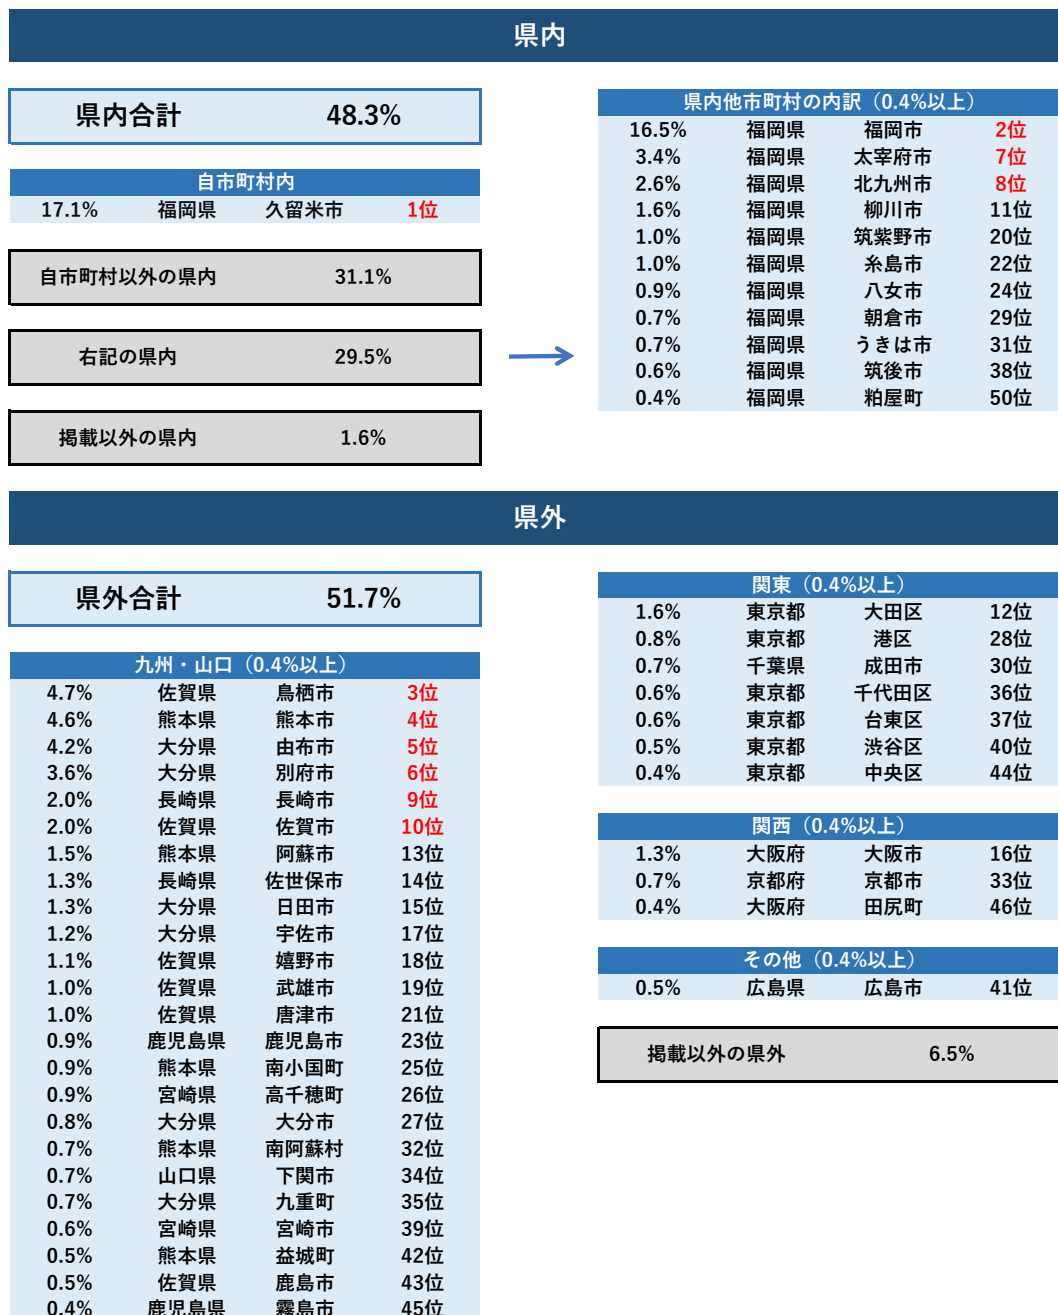 県内
県内合計 48.3%
自市町村内
17.1% 福岡県 久留米市 1位
自市町村以外の県内 31.1%
右記の県内 29.5%
掲載以外の県内 1.6%
県内他市町村の内訳（0.4%以上）
16.5% 福岡県 福岡市 2位
3.4% 福岡県 太宰府市 7位
2.6% 福岡県 北九州市 8位
1.6% 福岡県 柳川市 11位
1.0% 福岡県 筑紫野市 20位
1.0% 福岡県 糸島市 22位
0.9% 福岡県 八女市 24位
0.7% 福岡県 朝倉市 29位
0.7% 福岡県 うきは市 31位
0.6% 福岡県 筑後市 38位
0.4% 福岡県 粕屋町 50位
県外
県外合計 51.7%
九州・山口（0.4%以上）
4.7% 佐賀県 鳥栖市 3位
4.6% 熊本県 熊本市 4位
4.2% 大分県 由布市 5位
3.6% 大分県 別府市 6位
2.0% 長崎県 長崎市 9位
2.0% 佐賀県 佐賀市 10位
1.5% 熊本県 阿蘇市 13位
1.3% 長崎県 佐世保市 14位
1.3% 大分県 日田市 15位
1.2% 大分県 宇佐市 17位
1.1% 佐賀県 嬉野市 18位
1.0% 佐賀県 武雄市 19位
1.0% 佐賀県 唐津市 21位
0.9% 鹿児島県 鹿児島市 23位
0.9% 熊本県 南小国町 25位
0.9% 宮崎県 高千穂町 26位
0.8% 大分県 大分市 27位
0.7% 熊本県 南阿蘇村 32位
0.7% 山口県 下関市 34位
0.7% 大分県 九重町 35位
0.6% 宮崎県 宮崎市 39位
0.5% 熊本県 益城町 42位
0.5% 佐賀県 鹿島市 43位
0.4% 鹿児島県 霧島市 45位
関東（0.4%以上）
1.6% 東京都 大田区 12位
0.8% 東京都 港区 28位
0.7% 千葉県 成田市 30位
0.6% 東京都 千代田区 36位
0.6% 東京都 台東区 37位
0.5% 東京都 渋谷区 40位
0.4% 東京都 中央区 44位
関西（0.4%以上）
1.3% 大阪府 大阪市 16位
0.7% 京都府 京都市 33位
0.4% 大阪府 田尻町 46位
その他（0.4%以上）
0.5% 広島県 広島市 41位
掲載以外の県外 6.5%